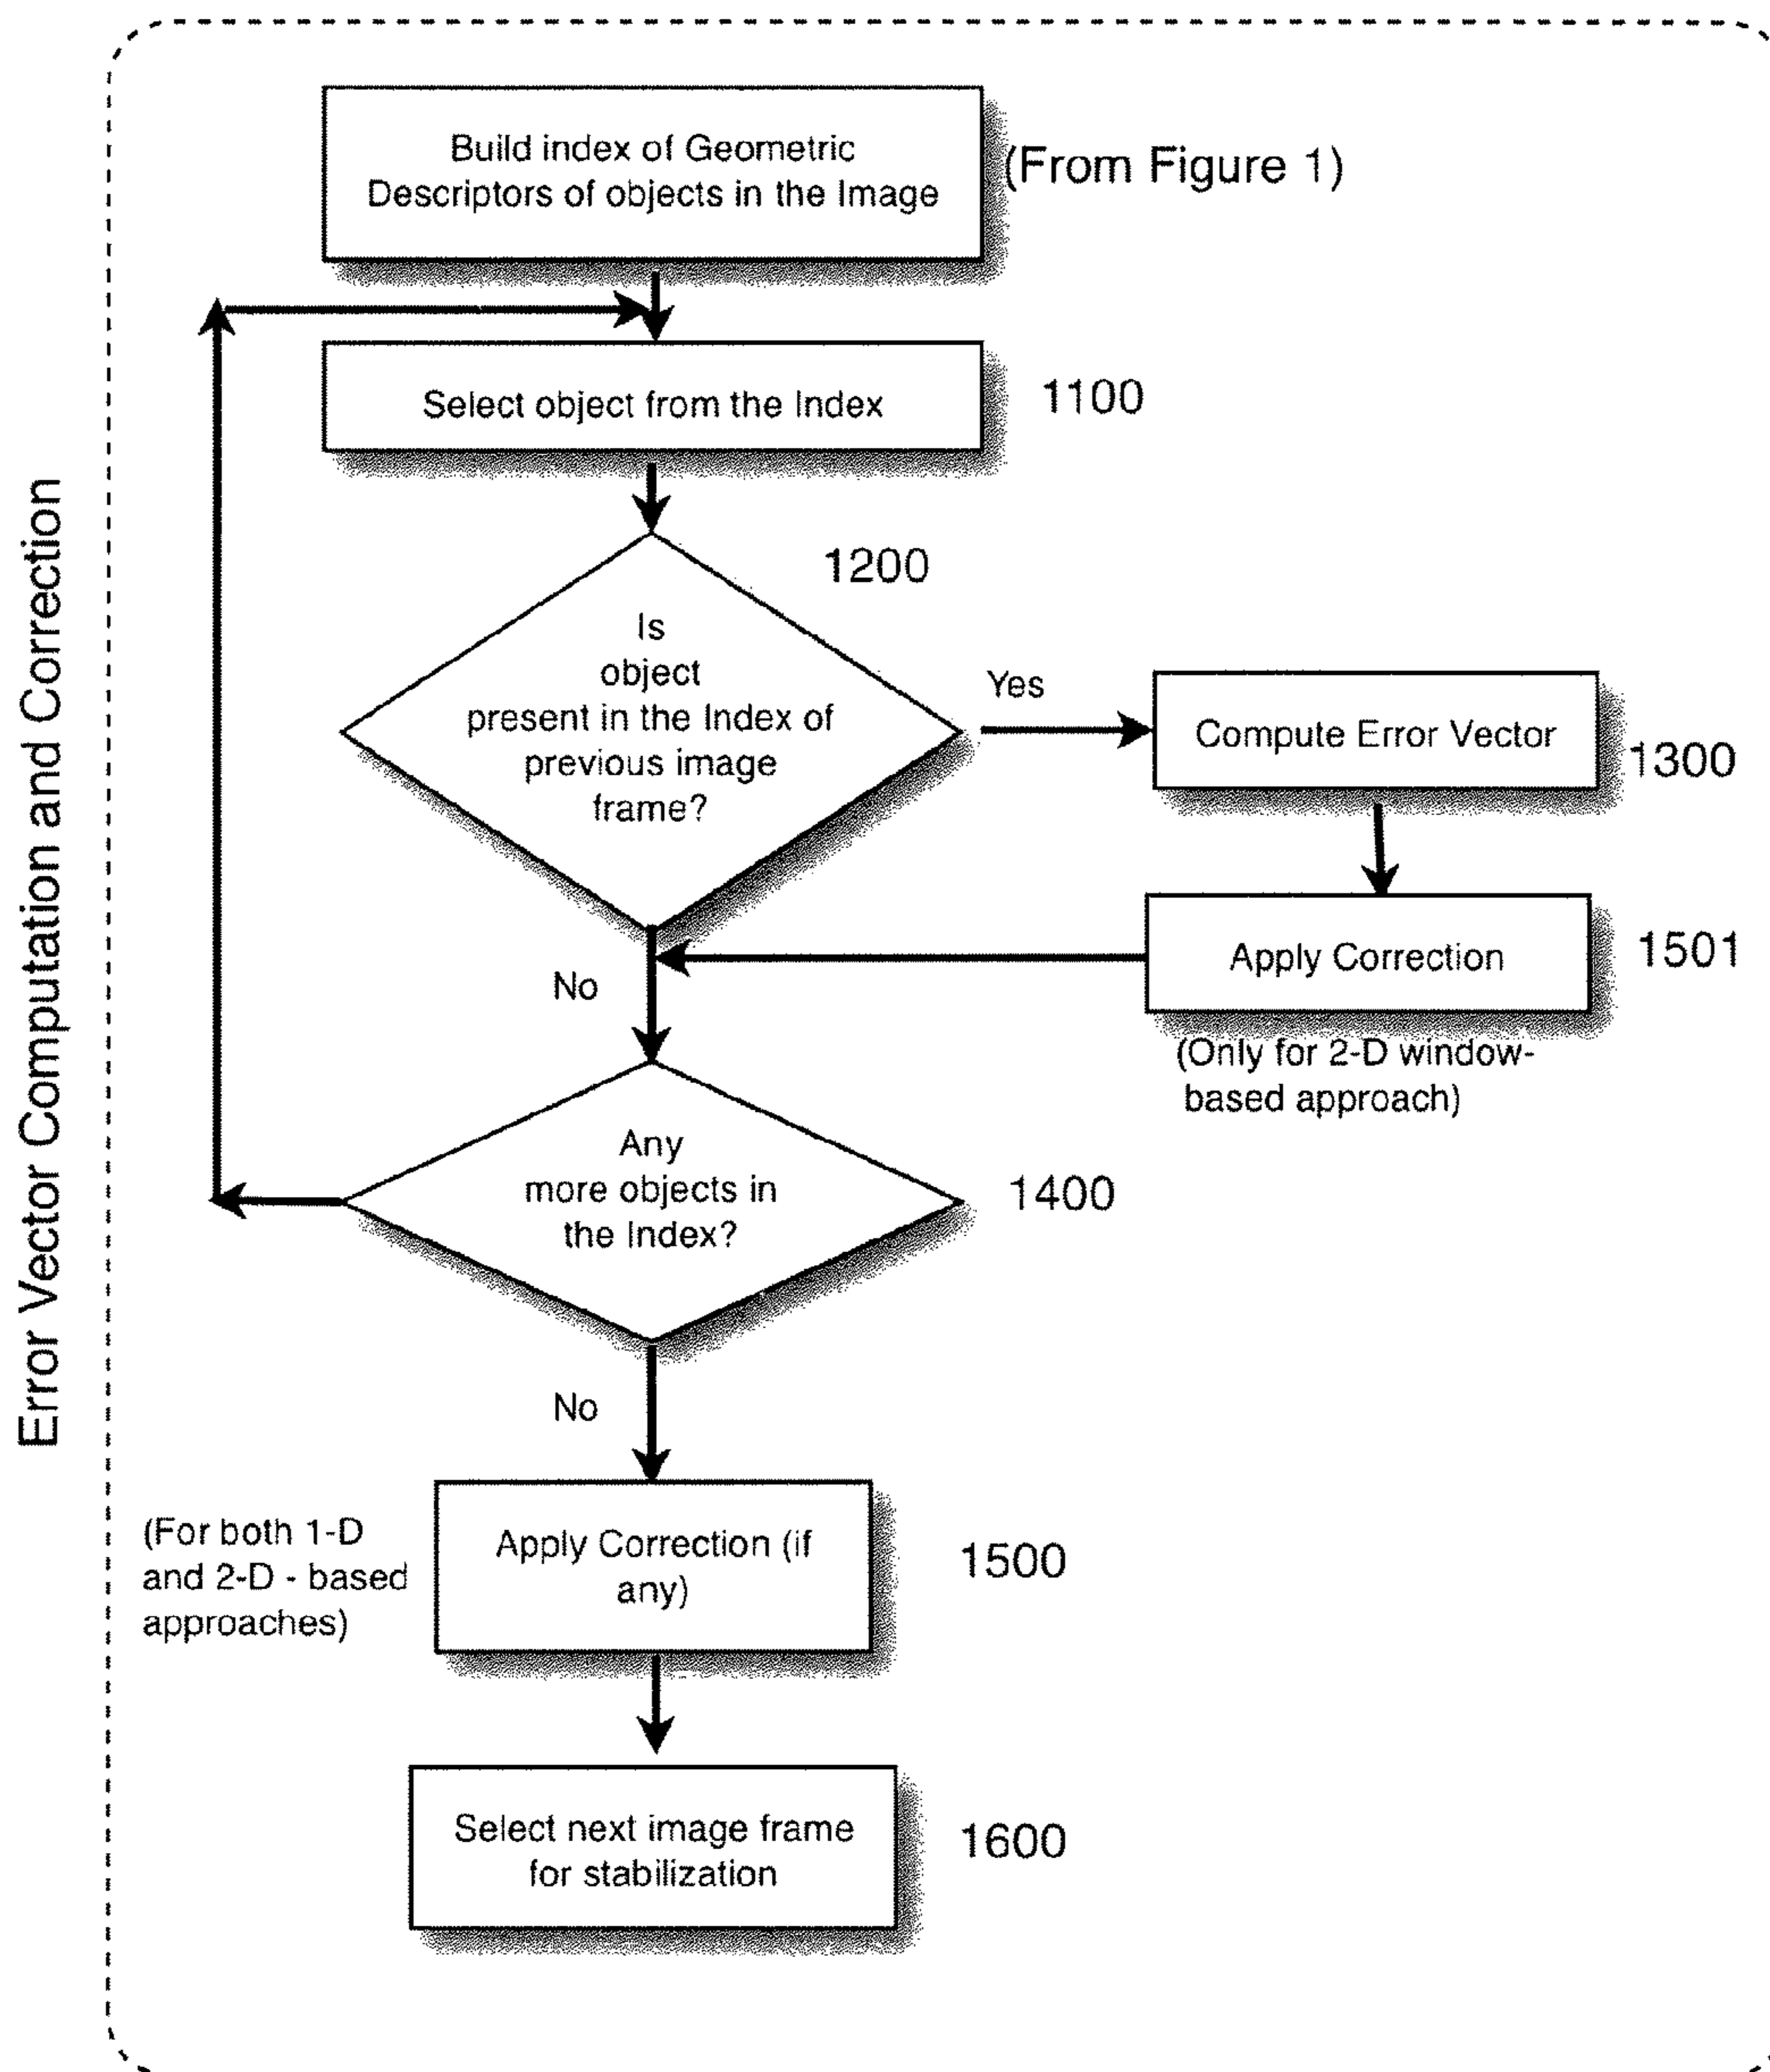 Error Vector Computation and Correction
Build index of Geometric
Descriptors of objects in the Image
(From Figure 1)
Select object from the Index
1100
1200
Is
object
present in the Index of
previous image
frame?
Yes
Compute Error Vector
1300
Apply Correction
1501
(Only for 2-D window-
based approach)
No
Any
more objects in
the Index?
1400
No
(For both 1-D
and 2-D - based
approaches)
Apply Correction (if
any)
1500
Select next image frame
for stabilization
1600